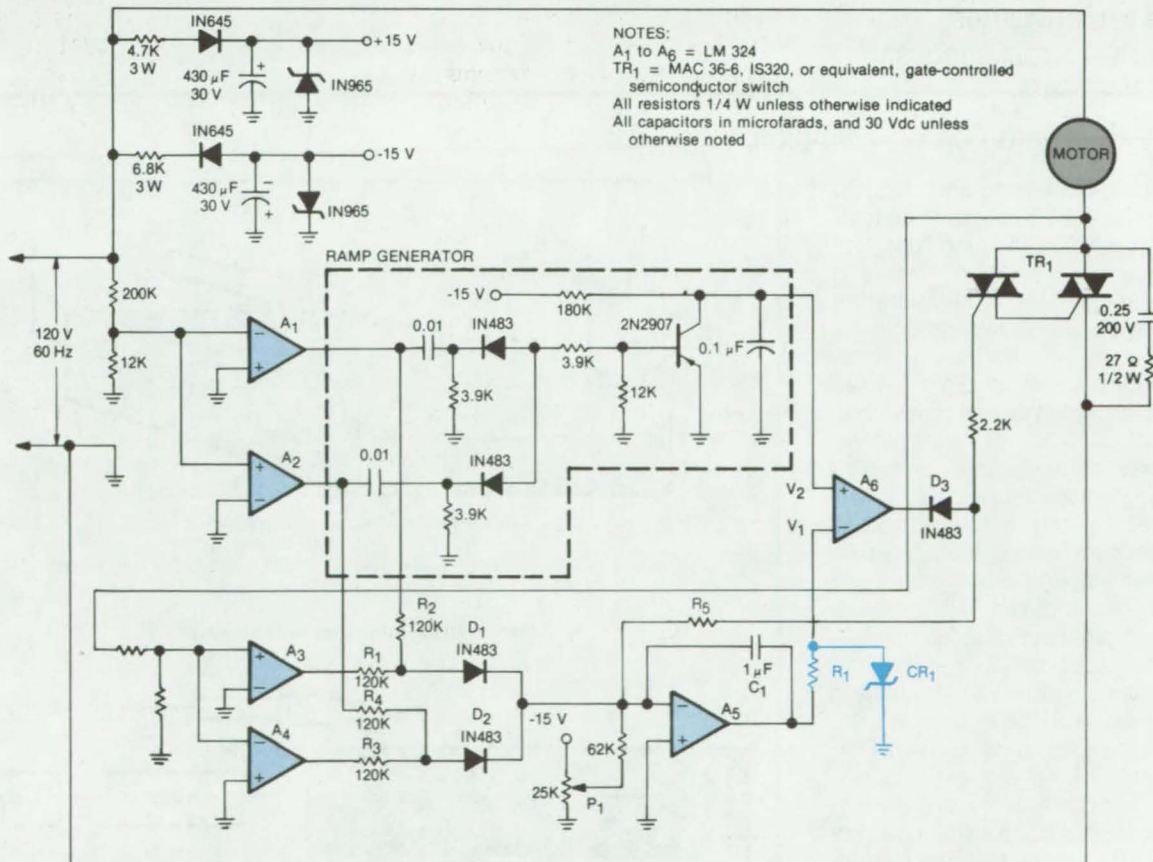 IN645
4.7K
3 W
430 µF
30 V
+
IN965
+15 V
IN645
6.8K
3 W
430 µF
30 V
−
+
IN965
-15 V
NOTES:
A1 to A6 = LM 324
TR1 = MAC 36-6, IS320, or equivalent, gate-controlled
semiconductor switch
All resistors 1/4 W unless otherwise indicated
All capacitors in microfarads, and 30 Vdc unless
otherwise noted
MOTOR
TR1
0.25
200 V
27 Ω
1/2 W
2.2K
120 V
60 Hz
200K
12K
A1
−
+
A2
+
−
RAMP GENERATOR
-15 V
180K
0.01
IN483
3.9K
3.9K
2N2907
12K
0.1 µF
0.01
IN483
3.9K
V2
V1
+
−
A6
D3
IN483
R2
120K
D1
IN483
A3
+
−
R1
120K
R4
120K
D2
IN483
A4
−
+
R3
120K
-15 V
25K
P1
62K
R5
1 µF
C1
A5
−
+
R1
CR1